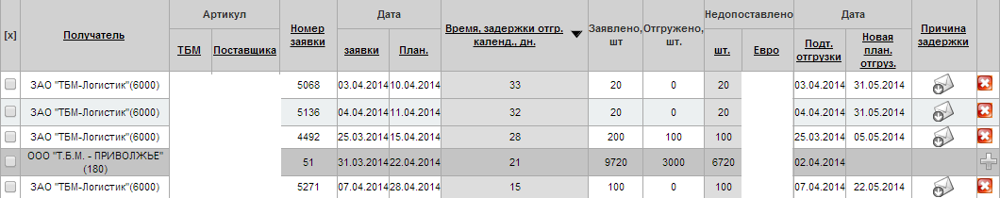 Артикул Дата Недопоставлено Дата
[x] Получатель ТБМ Поставщика Номер заявки заявки План. Время, задержки отгр. календ., дн. Заявлено, шт Отгружено, шт. шт. Евро Подт. отгрузки Новая план. отгруз. Причина задержки
ЗАО "ТБМ-Логистик"(6000) 5068 03.04.2014 10.04.2014 33 20 0 20 03.04.2014 31.05.2014
ЗАО "ТБМ-Логистик"(6000) 5136 04.04.2014 11.04.2014 32 20 0 20 04.04.2014 31.05.2014
ЗАО "ТБМ-Логистик"(6000) 4492 25.03.2014 15.04.2014 28 200 100 100 25.03.2014 05.05.2014
ООО "Т.Б.М. - ПРИВОЛЖЬЕ" (180) 51 31.03.2014 22.04.2014 21 9720 3000 6720 02.04.2014
ЗАО "ТБМ-Логистик"(6000) 5271 07.04.2014 28.04.2014 15 100 0 100 07.04.2014 22.05.2014